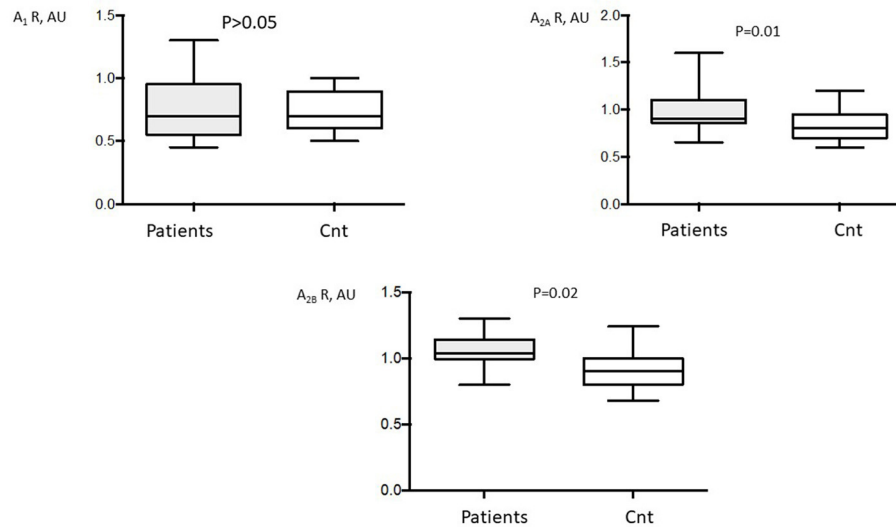 A₁ R, AU
P>0.05
1.5
1.0
0.5
0.0
Patients Cnt
A₂A R, AU
P=0.01
2.0
1.5
1.0
0.5
0.0
Patients Cnt
A₂B R, AU
P=0.02
1.5
1.0
0.5
0.0
Patients Cnt